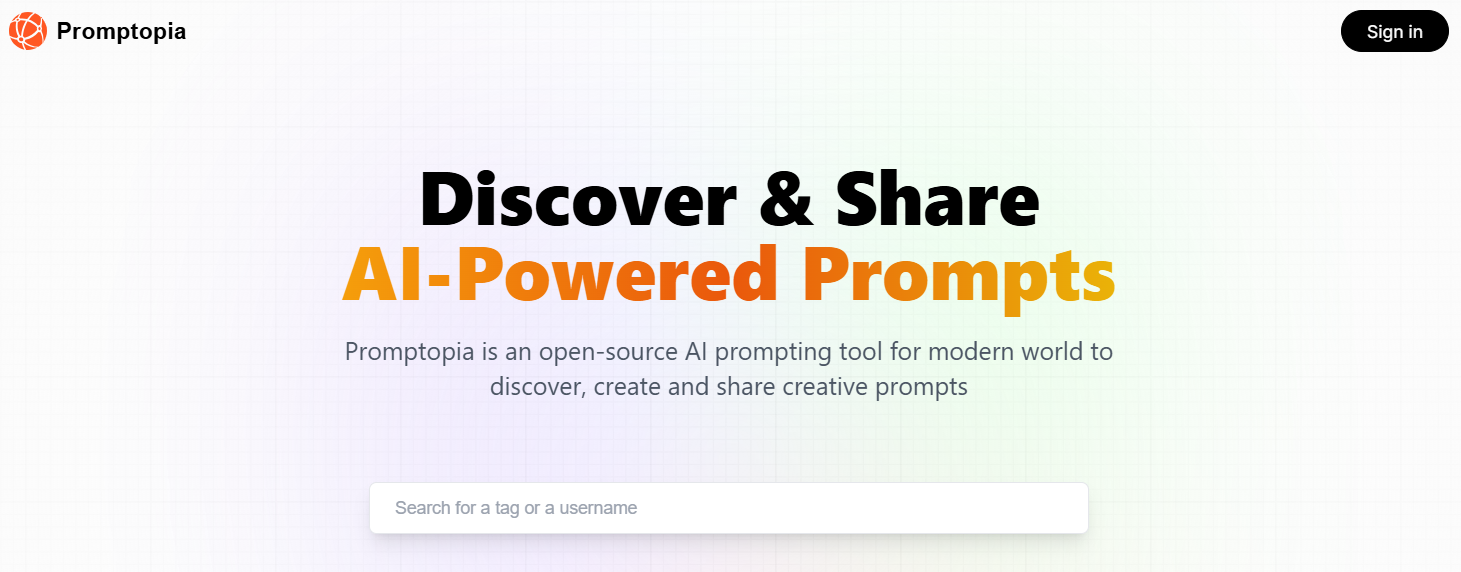 Promptopia
Sign in
Discover & Share
AI-Powered Prompts
Promptopia is an open-source AI prompting tool for modern world to
discover, create and share creative prompts
Search for a tag or a username